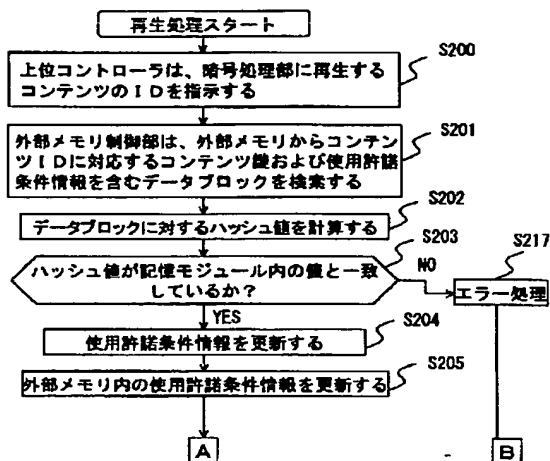 再生処理スタート
S200
上位コントローラは、暗号処理部に再生する
コンテンツのIDを指示する
S201
外部メモリ制御部は、外部メモリからコンテン
ツIDに対応するコンテンツ鍵および使用許諾
条件情報を含むデータブロックを検索する
S202
データブロックに対するハッシュ値を計算する
S203
ハッシュ値が記憶モジュール内の値と一致
しているか?
NO
S217
エラー処理
YES
S204
使用許諾条件情報を更新する
S205
外部メモリ内の使用許諾条件情報を更新する
A
B